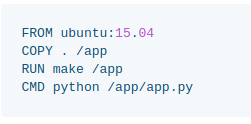 FROM ubuntu:15.04
COPY . /app
RUN make /app
CMD python /app/app.py